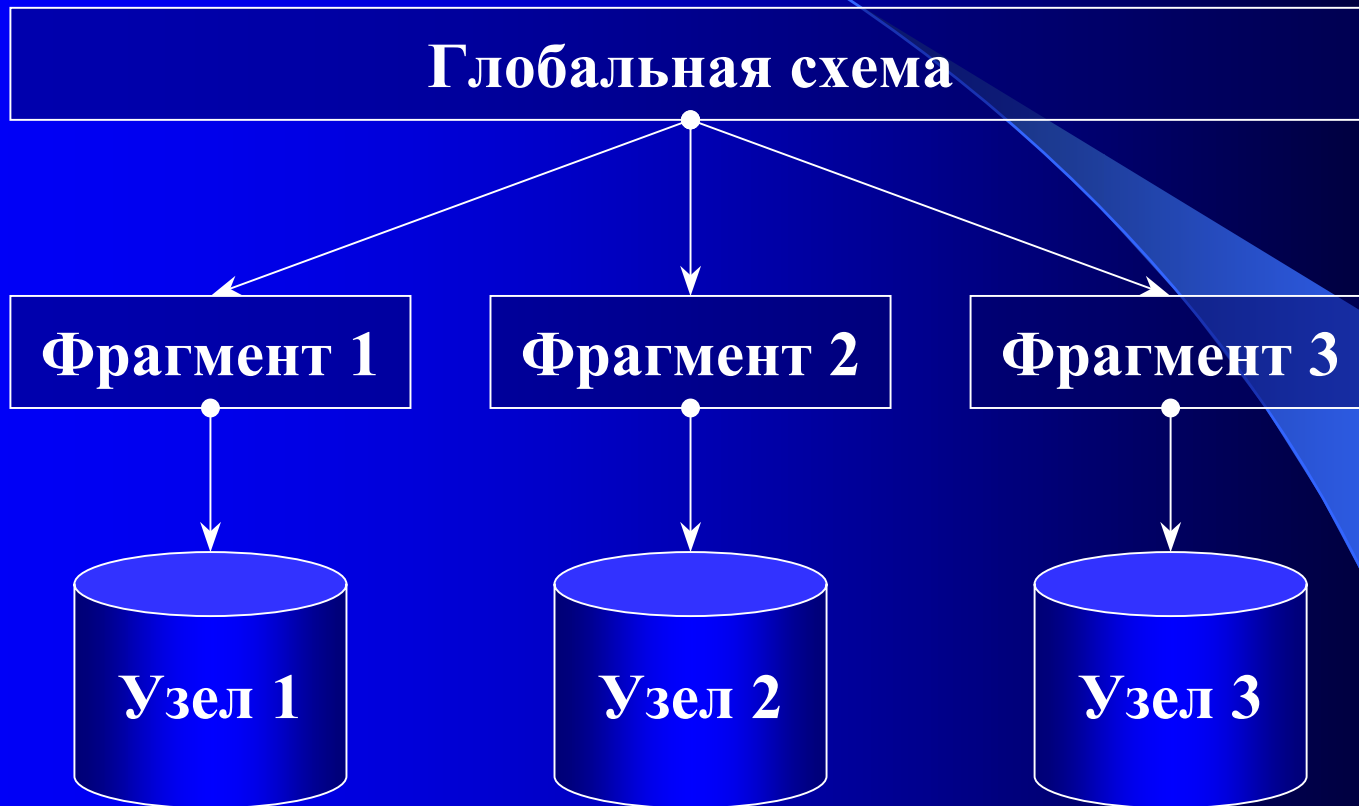 Глобальная схема
Фрагмент 1
Фрагмент 2
Фрагмент 3
Узел 1
Узел 2
Узел 3